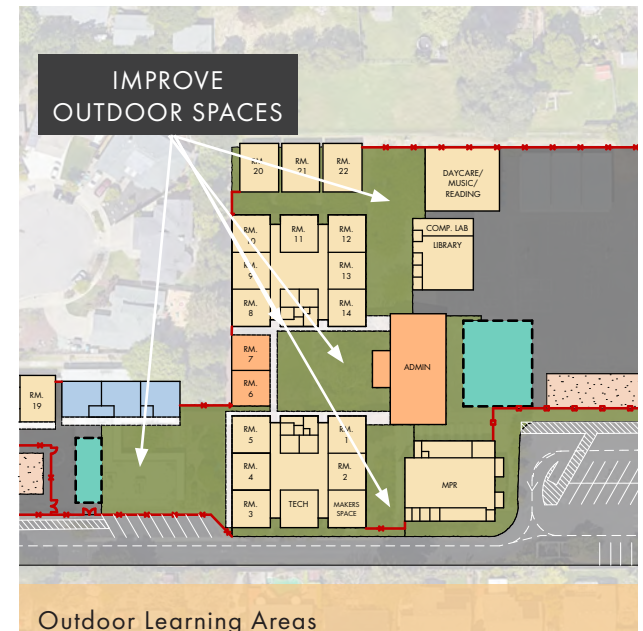 IMPROVE
OUTDOOR SPACES
RM.
20
RM.
21
RM.
22
DAYCARE/
MUSIC/
READING
RM.
10
RM.
11
RM.
12
COMP. LAB
LIBRARY
RM.
9
RM.
13
RM.
8
RM.
14
RM.
7
ADMIN
RM.
6
RM.
19
RM.
5
RM.
1
RM.
4
RM.
2
MPR
RM.
3
TECH
MAKERS
SPACE
Outdoor Learning Areas